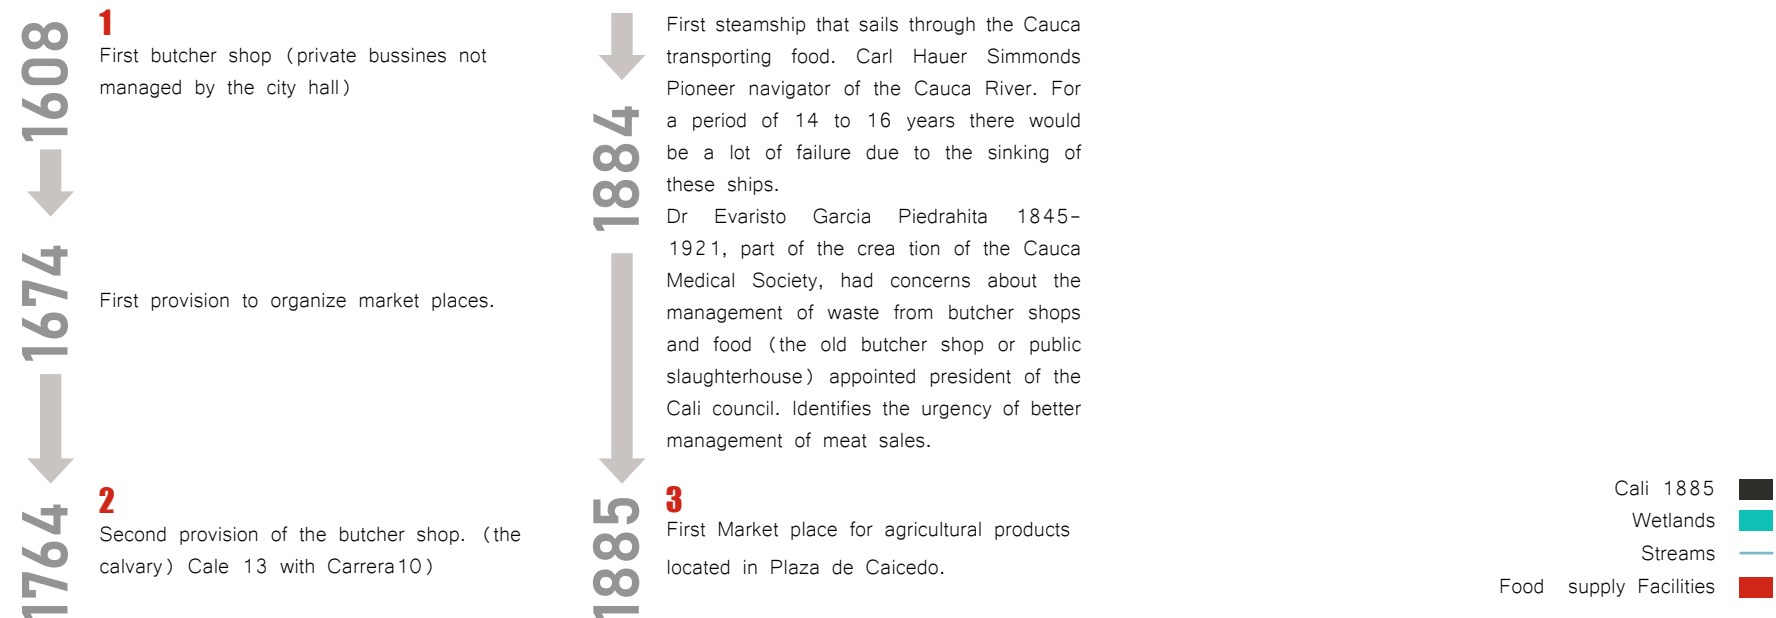 1608
1
First butcher shop (private bussines not
managed by the city hall)
1674
First provision to organize market places.
1764
2
Second provision of the butcher shop. (the
calvary) Cale 13 with Carrera10)
1884
First steamship that sails through the Cauca
transporting food. Carl Hauer Simmonds
Pioneer navigator of the Cauca River. For
a period of 14 to 16 years there would
be a lot of failure due to the sinking of
these ships.
Dr Evaristo Garcia Piedrahita 1845-
1921, part of the crea tion of the Cauca
Medical Society, had concerns about the
management of waste from butcher shops
and food (the old butcher shop or public
slaughterhouse) appointed president of the
Cali council. Identifies the urgency of better
management of meat sales.
1885
3
First Market place for agricultural products
located in Plaza de Caicedo.
Cali 1885
Wetlands
Streams
Food supply Facilities